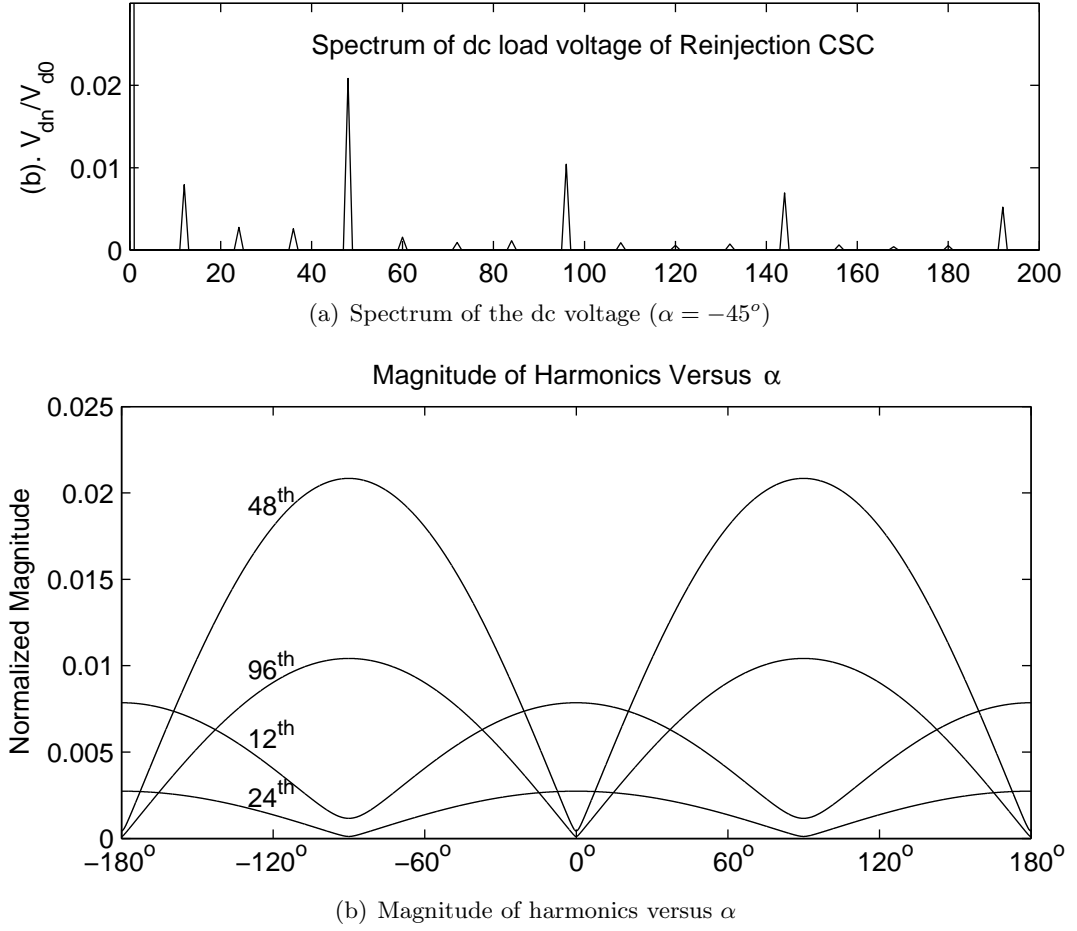 Spectrum of dc load voltage of Reinjection CSC
(b). V_dn/V_d0
0.02
0.01
0
0 20 40 60 80 100 120 140 160 180 200
(a) Spectrum of the dc voltage (α = −45°)
Magnitude of Harmonics Versus α
Normalized Magnitude
0.025
0.02
0.015
0.01
0.005
0
48th
96th
12th
24th
−180° −120° −60° 0° 60° 120° 180°
(b) Magnitude of harmonics versus α